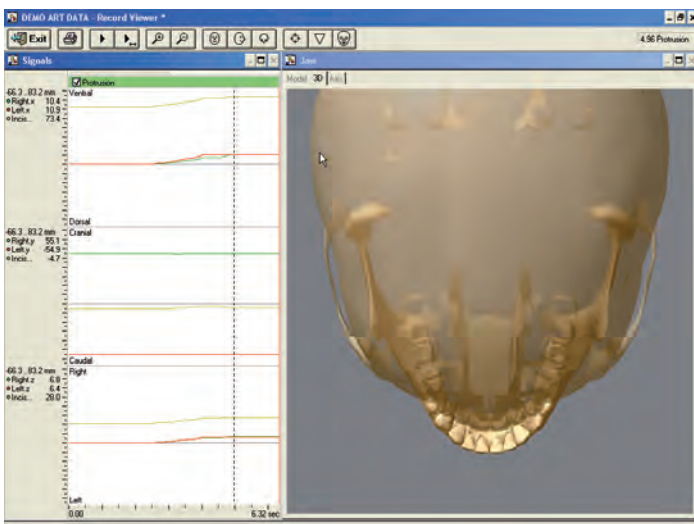 DEMO ART DATA - Record Viewer *
Exit
4.96 Protrusion
Signals
Jaw
Protrusion
Model 3D Axis
-66.3 ..83.2 mm
Ventral
Right.x 10.4
Left.x 10.9
Incis... 73.4
Dorsal
-66.3 ..83.2 mm
Cranial
Right.y 55.1
Left.y -54.9
Incis... -4.7
Caudal
-66.3 ..83.2 mm
Right
Right.z 6.8
Left.z 6.4
Incis... 28.0
Left
0.00
6.32 sec